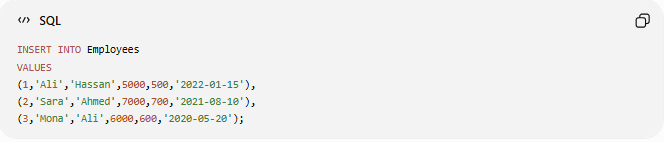 </> SQL
INSERT INTO Employees
VALUES
(1,'Ali','Hassan',5000,500,'2022-01-15'),
(2,'Sara','Ahmed',7000,700,'2021-08-10'),
(3,'Mona','Ali',6000,600,'2020-05-20');